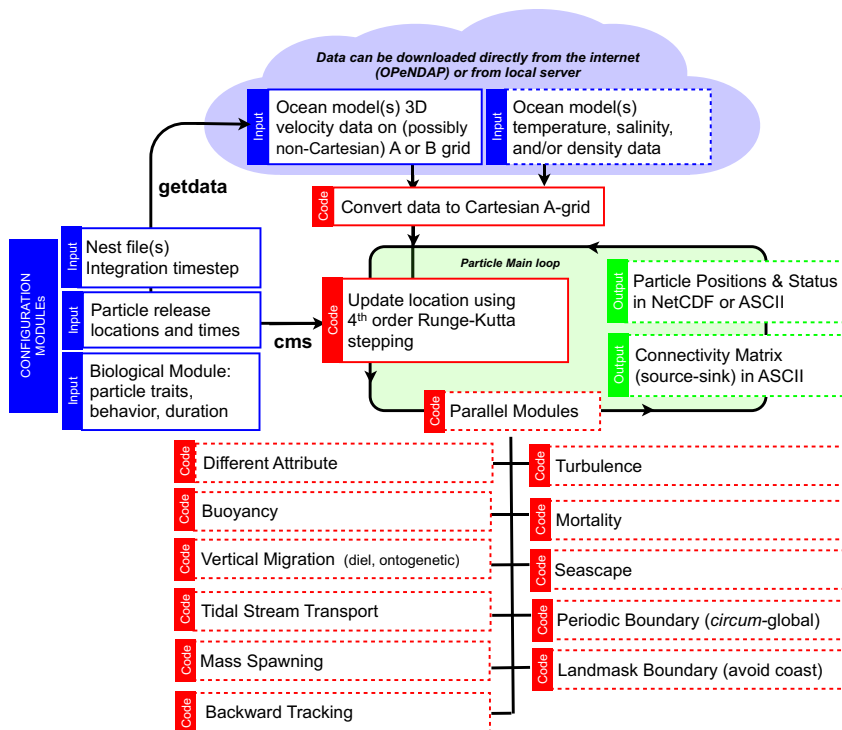 Data can be downloaded directly from the internet
(OPeNDAP) or from local server
Input
Ocean model(s) 3D
velocity data on (possibly
non-Cartesian) A or B grid
Input
Ocean model(s)
temperature, salinity,
and/or density data
getdata
Code
Convert data to Cartesian A-grid
CONFIGURATION
MODULEs
Input
Nest file(s)
Integration timestep
Input
Particle release
locations and times
Input
Biological Module:
particle traits,
behavior, duration
cms
Particle Main loop
Code
Update location using
4th order Runge-Kutta
stepping
Output
Particle Positions & Status
in NetCDF or ASCII
Output
Connectivity Matrix
(source-sink) in ASCII
Code
Parallel Modules
Code
Different Attribute
Code
Buoyancy
Code
Vertical Migration (diel, ontogenetic)
Code
Tidal Stream Transport
Code
Mass Spawning
Code
Backward Tracking
Code
Turbulence
Code
Mortality
Code
Seascape
Code
Periodic Boundary (circum-global)
Code
Landmask Boundary (avoid coast)